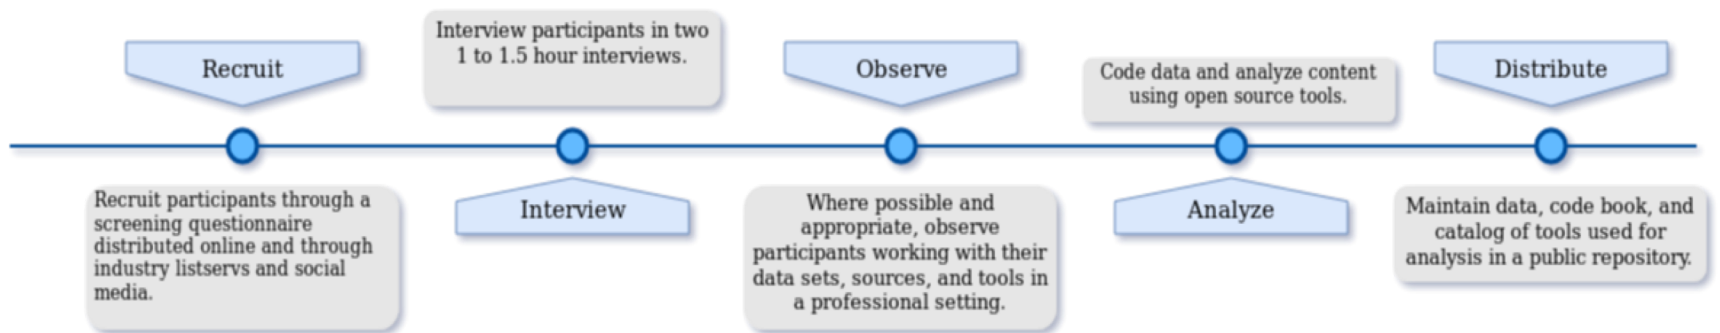 Recruit
Recruit participants through a
screening questionnaire
distributed online and through
industry listservs and social
media.
Interview participants in two
1 to 1.5 hour interviews.
Interview
Observe
Where possible and
appropriate, observe
participants working with their
data sets, sources, and tools in
a professional setting.
Code data and analyze content
using open source tools.
Analyze
Distribute
Maintain data, code book, and
catalog of tools used for
analysis in a public repository.